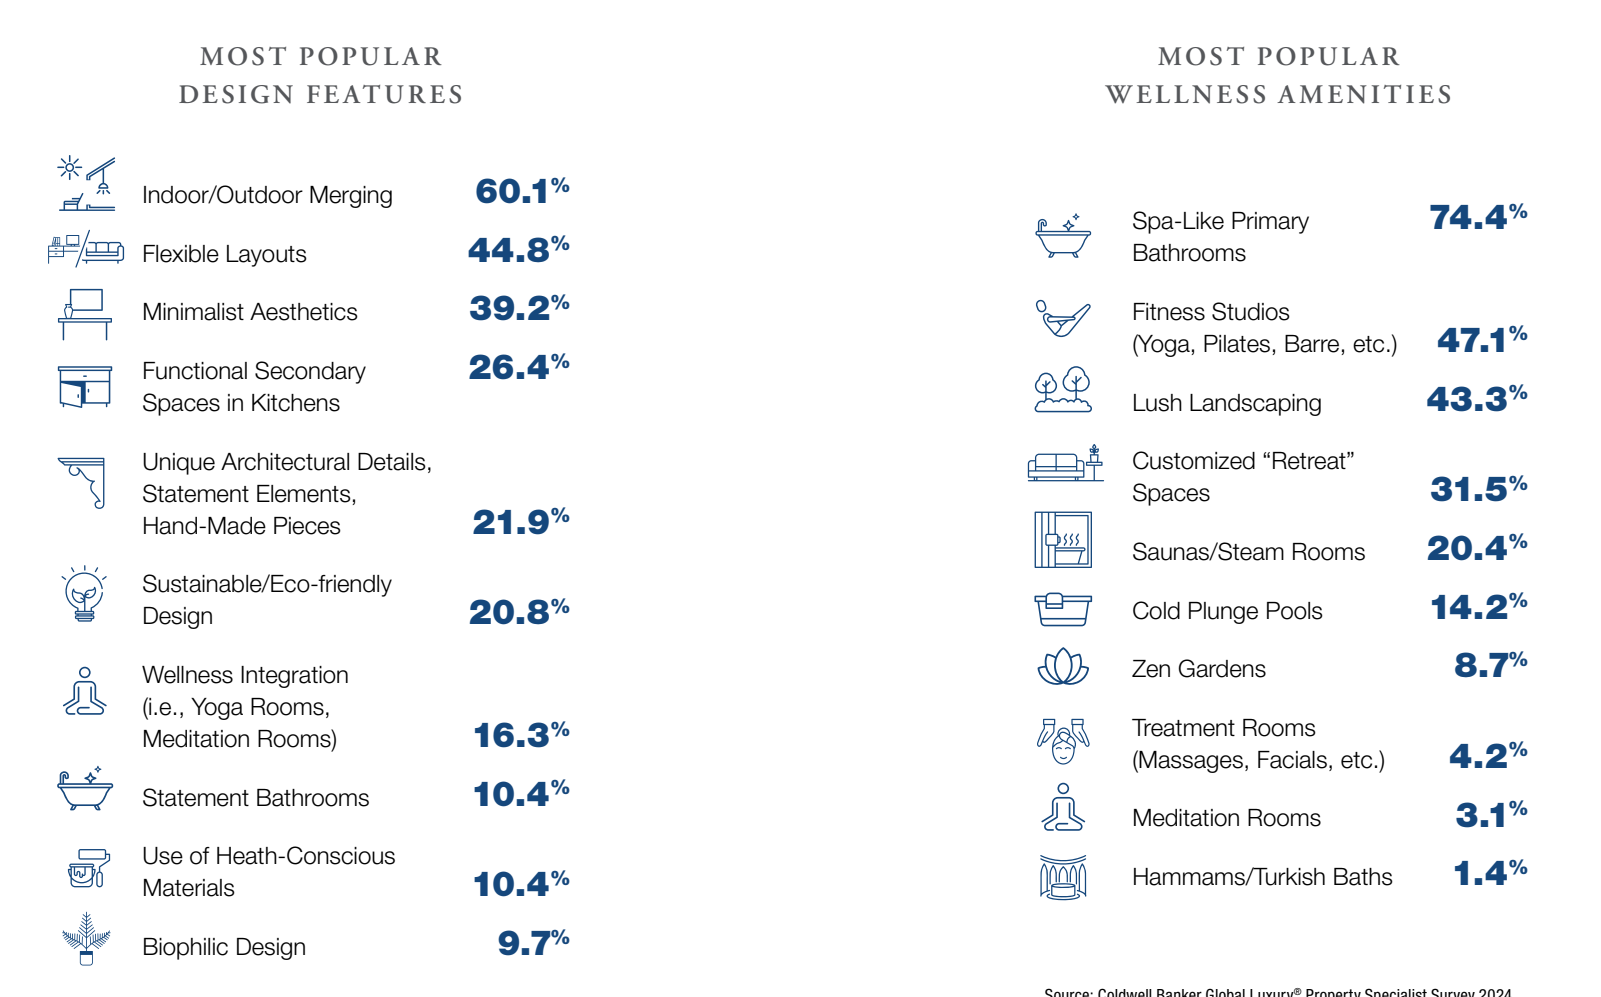 MOST POPULAR
DESIGN FEATURES
Indoor/Outdoor Merging 60.1%
Flexible Layouts 44.8%
Minimalist Aesthetics 39.2%
Functional Secondary 26.4%
Spaces in Kitchens
Unique Architectural Details,
Statement Elements,
Hand-Made Pieces 21.9%
Sustainable/Eco-friendly
Design 20.8%
Wellness Integration
(i.e., Yoga Rooms,
Meditation Rooms) 16.3%
Statement Bathrooms 10.4%
Use of Heath-Conscious
Materials 10.4%
Biophilic Design 9.7%
MOST POPULAR
WELLNESS AMENITIES
Spa-Like Primary 74.4%
Bathrooms
Fitness Studios
(Yoga, Pilates, Barre, etc.) 47.1%
Lush Landscaping 43.3%
Customized “Retreat”
Spaces 31.5%
Saunas/Steam Rooms 20.4%
Cold Plunge Pools 14.2%
Zen Gardens 8.7%
Treatment Rooms
(Massages, Facials, etc.) 4.2%
Meditation Rooms 3.1%
Hammams/Turkish Baths 1.4%
Source: Coldwell Banker Global Luxury® Property Specialist Survey 2024